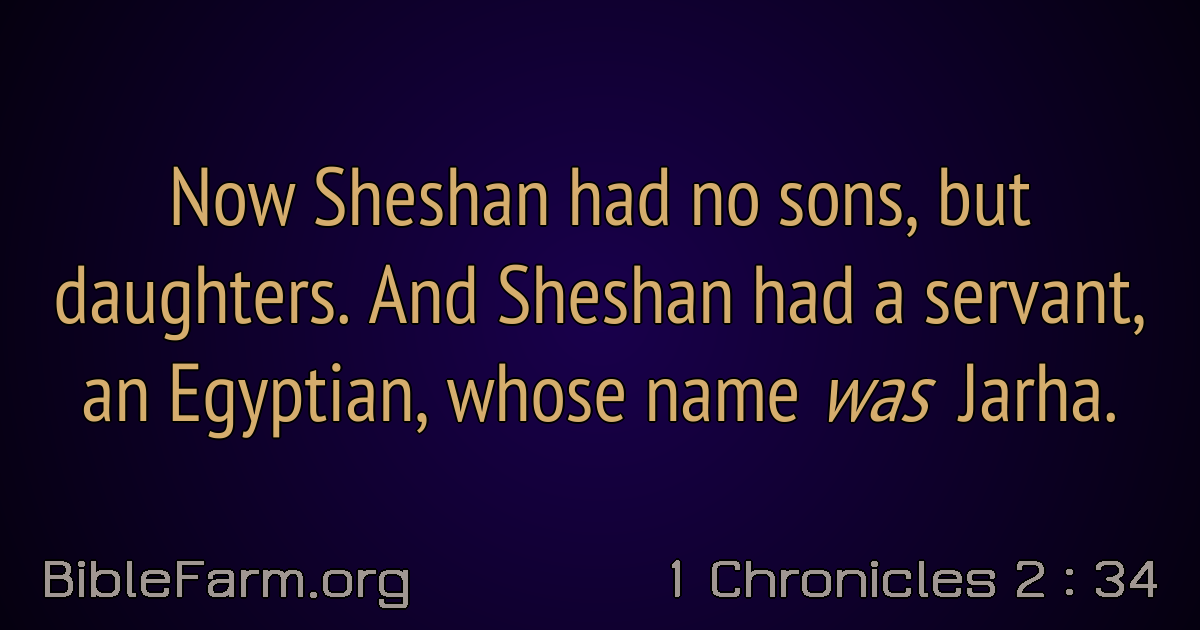 Now Sheshan had no sons, but
daughters. And Sheshan had a servant,
an Egyptian, whose name was Jarha.
BibleFarm.org
1 Chronicles 2 : 34